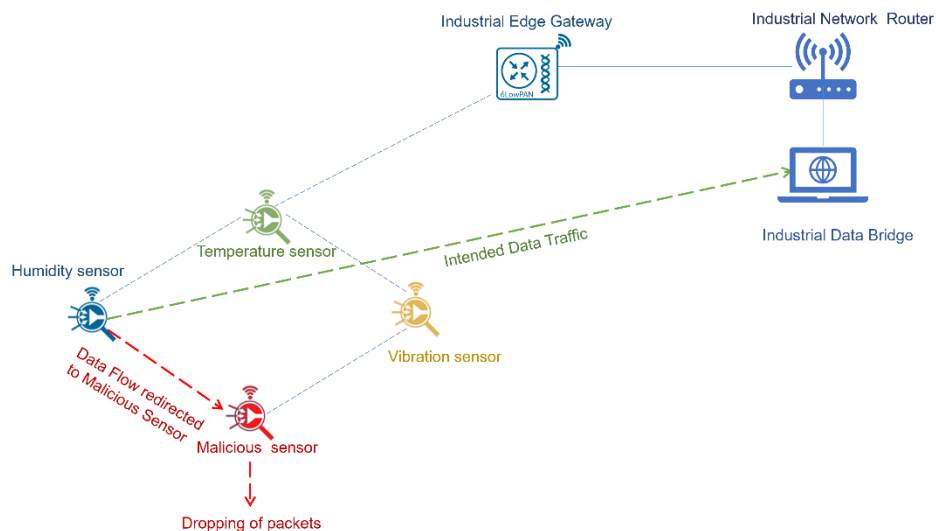 Industrial Edge Gateway
Industrial Network Router
6LowPAN
Industrial Data Bridge
Temperature sensor
Intended Data Traffic
Humidity sensor
Vibration sensor
Data Flow redirected
to Malicious Sensor
Malicious sensor
Dropping of packets